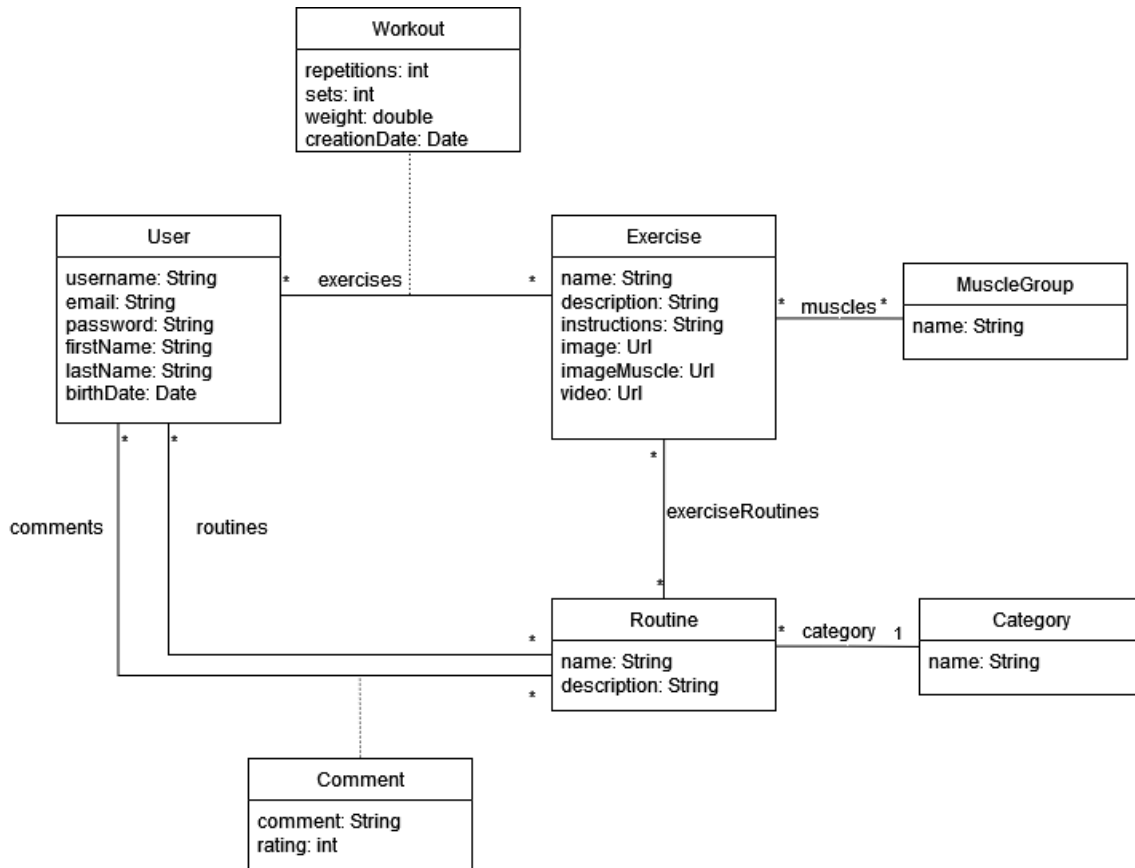 Workout
repetitions: int
sets: int
weight: double
creationDate: Date
User
username: String
email: String
password: String
firstName: String
lastName: String
birthDate: Date
* exercises *
Exercise
name: String
description: String
instructions: String
image: Url
imageMuscle: Url
video: Url
* muscles *
MuscleGroup
name: String
* *
comments
routines
*
exerciseRoutines
*
*
*
Routine
name: String
description: String
* category 1
Category
name: String
Comment
comment: String
rating: int